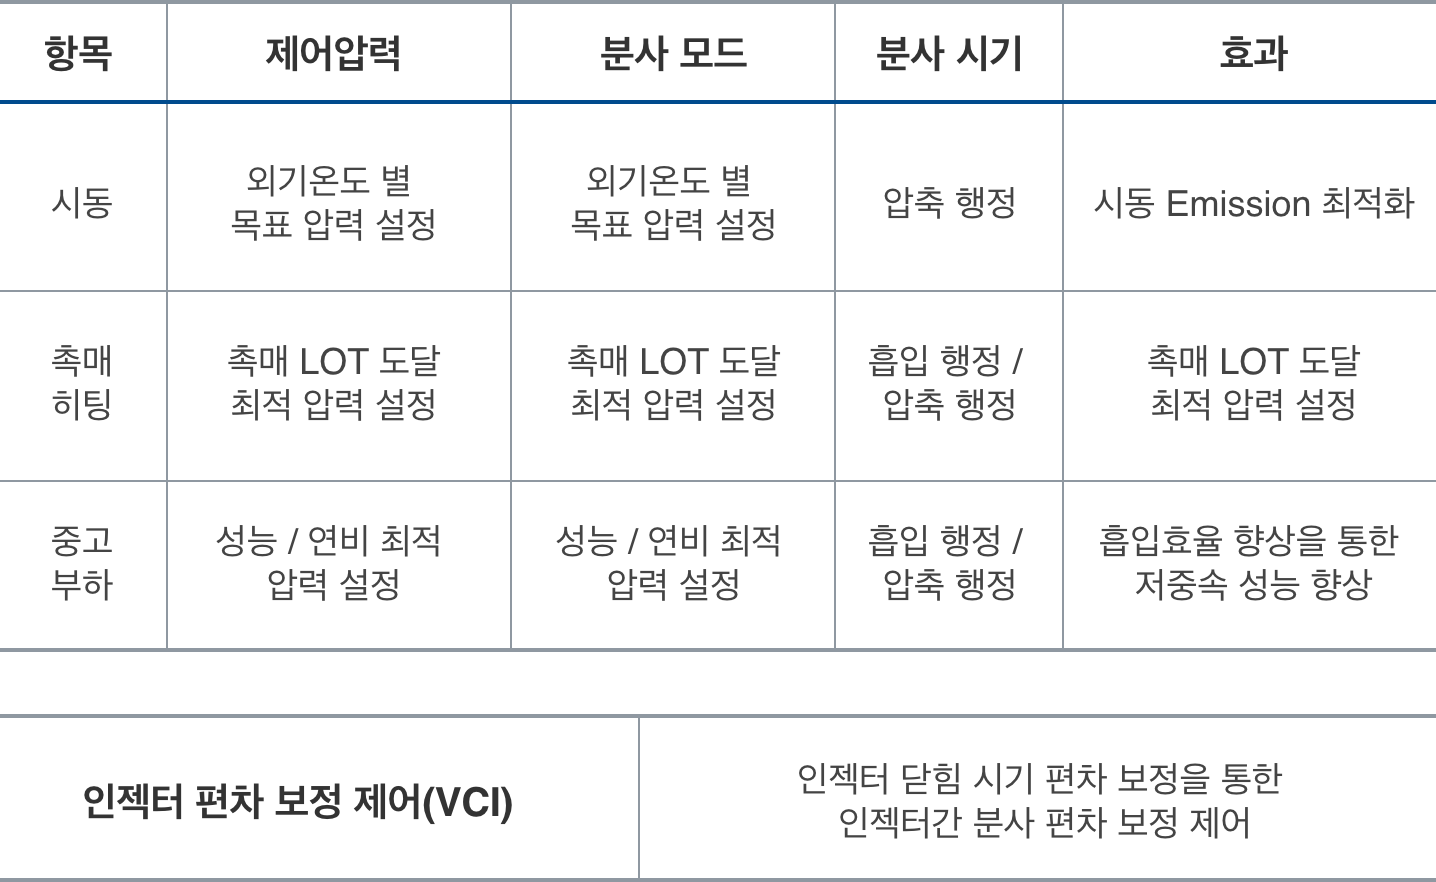 항목
제어압력
분사 모드
분사 시기
효과
시동
외기온도 별
목표 압력 설정
외기온도 별
목표 압력 설정
압축 행정
시동 Emission 최적화
촉매
히팅
촉매 LOT 도달
최적 압력 설정
촉매 LOT 도달
최적 압력 설정
흡입 행정 /
압축 행정
촉매 LOT 도달
최적 압력 설정
중고
부하
성능 / 연비 최적
압력 설정
성능 / 연비 최적
압력 설정
흡입 행정 /
압축 행정
흡입효율 향상을 통한
저중속 성능 향상
인젝터 편차 보정 제어(VCI)
인젝터 닫힘 시기 편차 보정을 통한
인젝터간 분사 편차 보정 제어